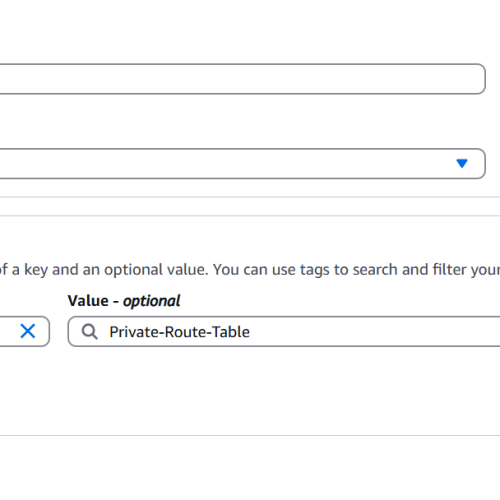 of a key and an optional value. You can use tags to search and filter your
Value - optional
Private-Route-Table